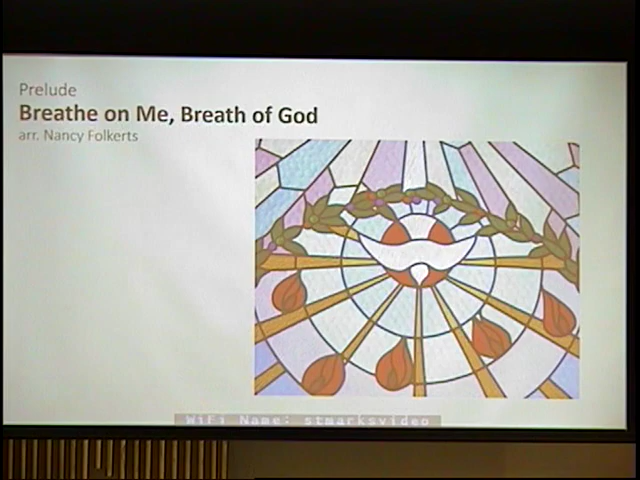 Prelude
Breathe on Me, Breath of God
arr. Nancy Folkerts
WiFi Name: stmarksvideo